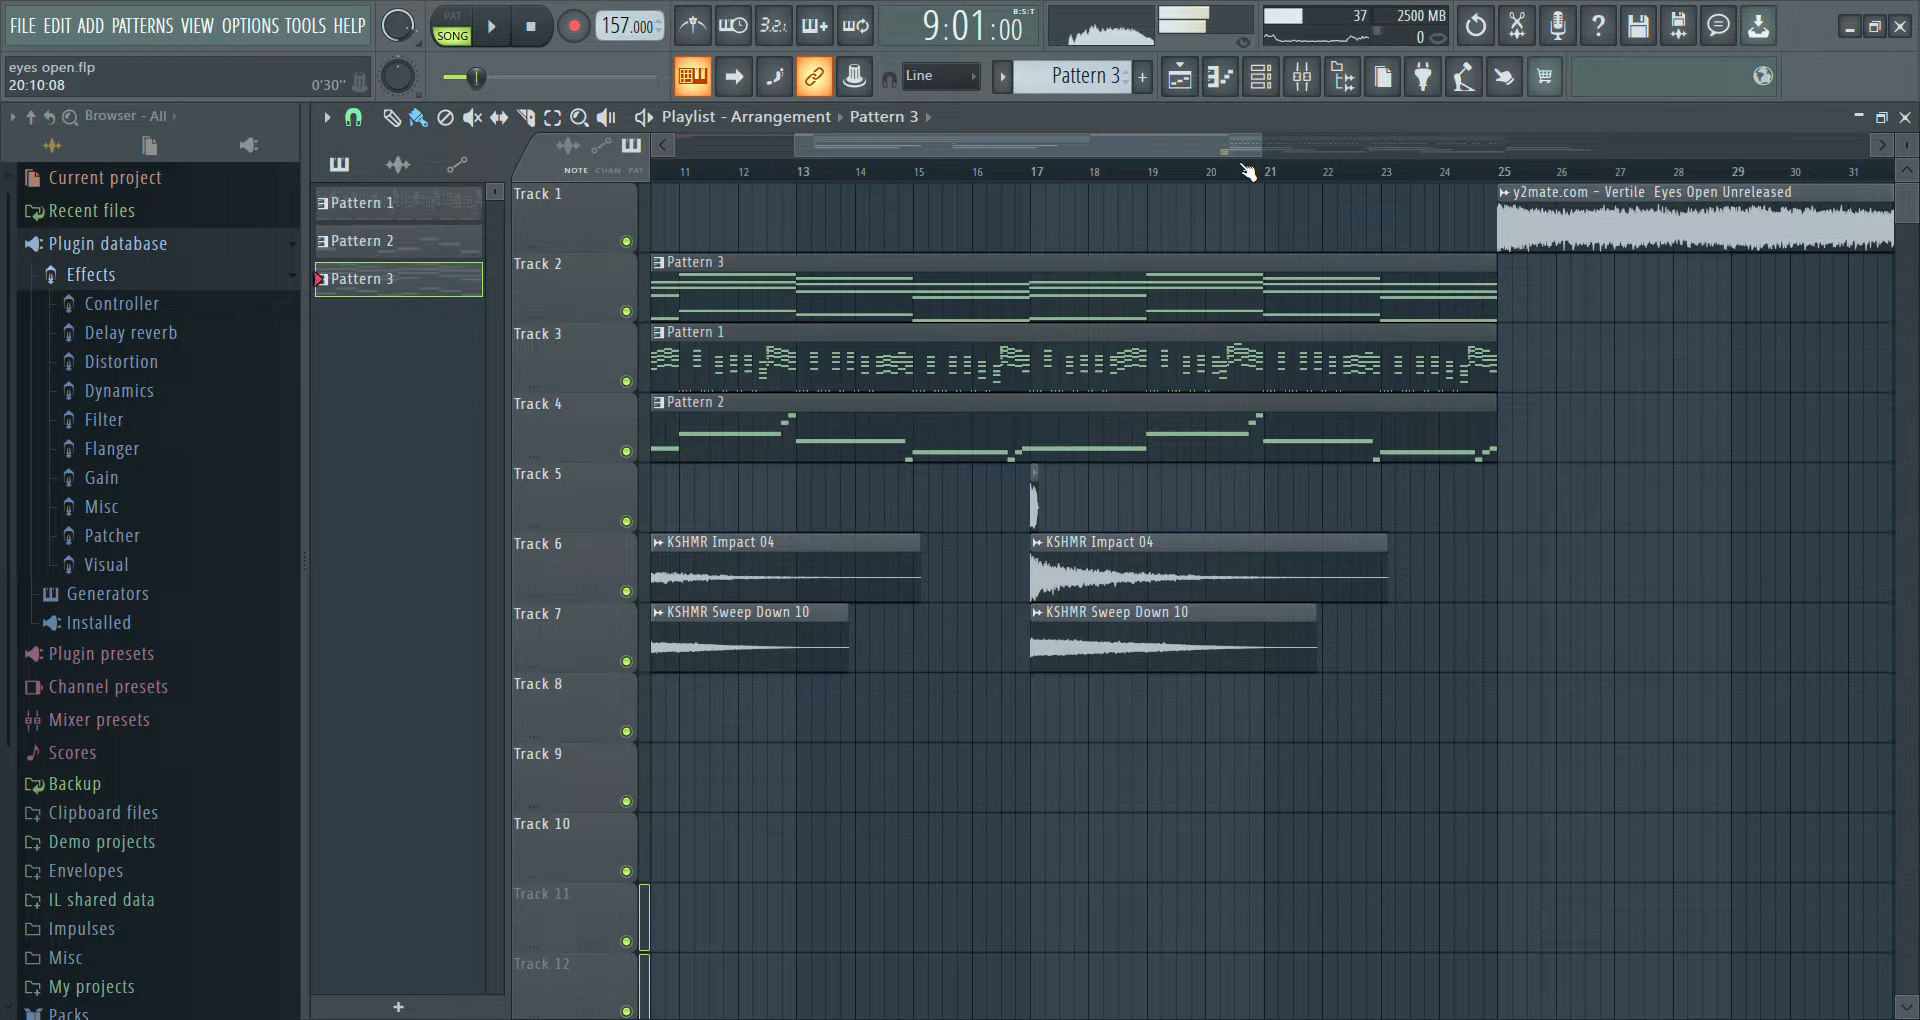 FILE EDIT ADD PATTERNS VIEW OPTIONS TOOLS HELP
PAT
SONG
157.000
3.2.1
9:01:00
B:S:T
37
2500 MB
0
eyes open.flp
20:10:08
0'30''
Line
Pattern 3
Browser - All
Playlist - Arrangement
Pattern 3
NOTE CHAN PAT
11 12 13 14 15 16 17 18 19 20 21 22 23 24 25 26 27 28 29 30 31
Current project
Recent files
Plugin database
Effects
Controller
Delay reverb
Distortion
Dynamics
Filter
Flanger
Gain
Misc
Patcher
Visual
Generators
Installed
Plugin presets
Channel presets
Mixer presets
Scores
Backup
Clipboard files
Demo projects
Envelopes
IL shared data
Impulses
Misc
My projects
Packs
Pattern 1
Pattern 2
Pattern 3
Track 1
y2mate.com - Vertile Eyes Open Unreleased
Track 2
Pattern 3
Track 3
Pattern 1
Track 4
Pattern 2
Track 5
Track 6
KSHMR Impact 04
KSHMR Impact 04
Track 7
KSHMR Sweep Down 10
KSHMR Sweep Down 10
Track 8
Track 9
Track 10
Track 11
Track 12